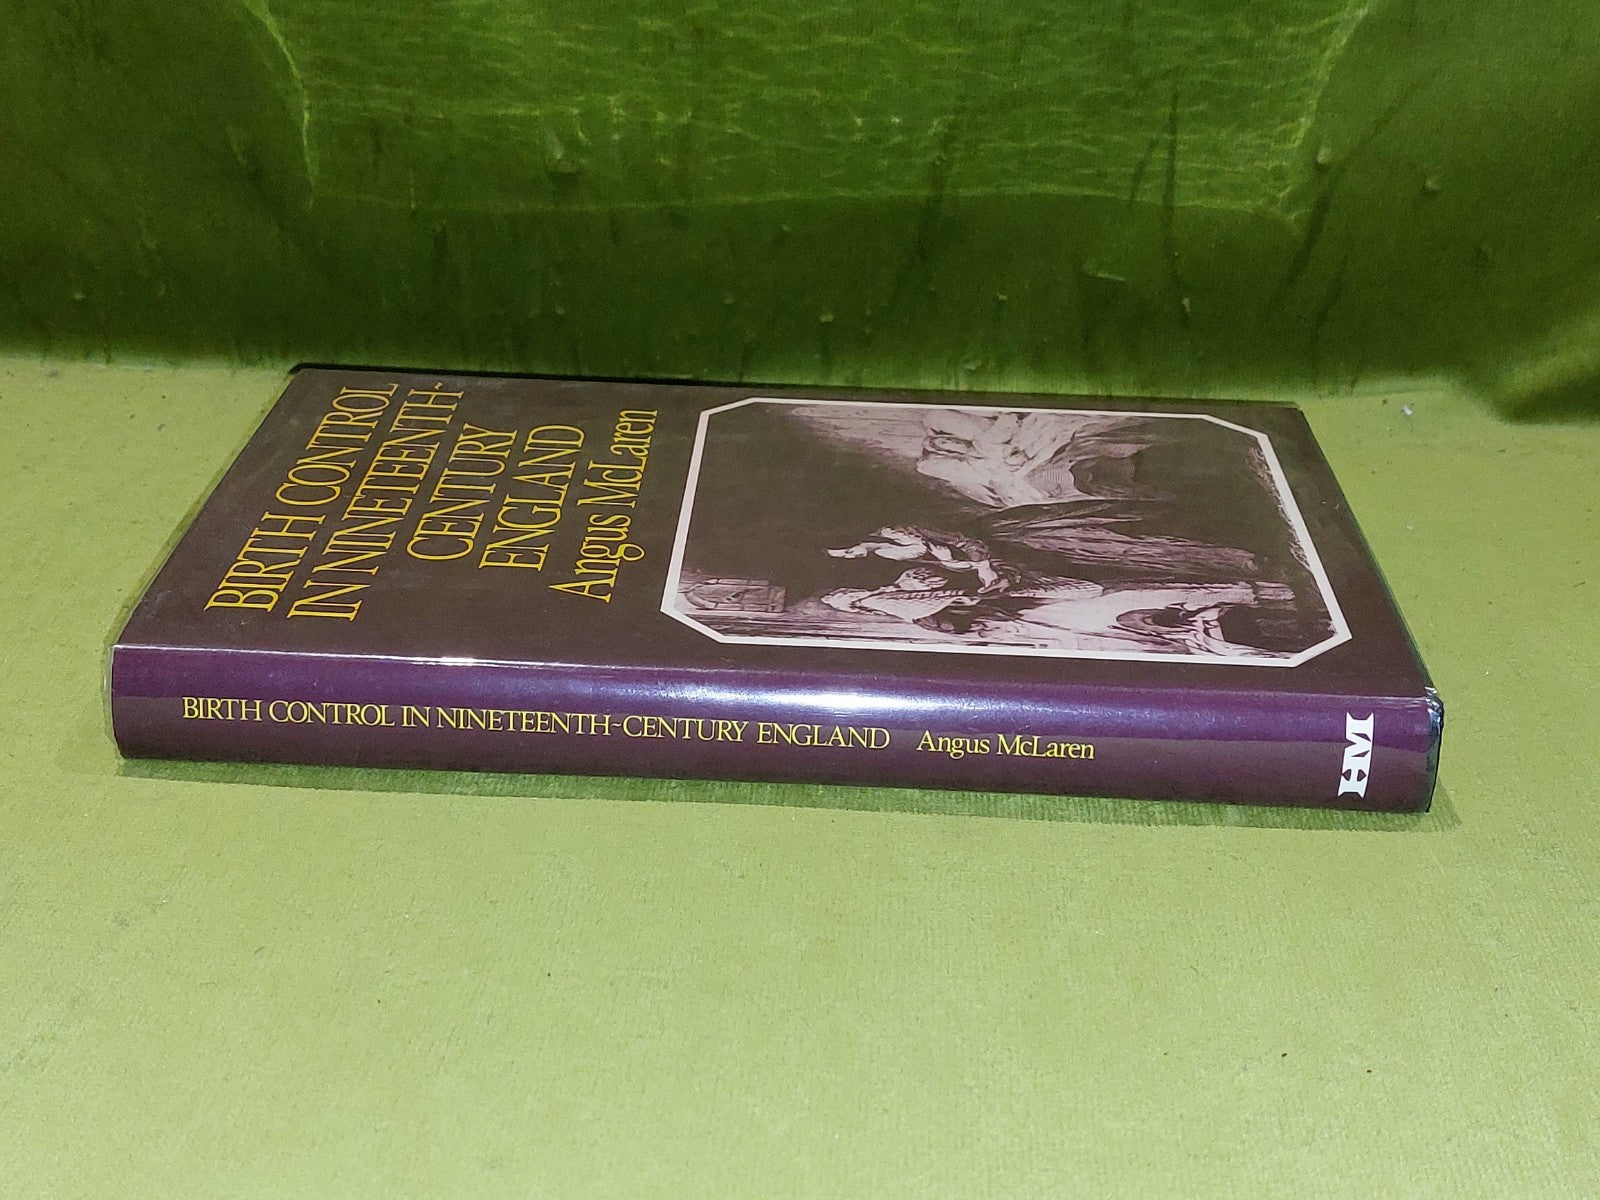 BIRTH CONTROL
IN NINETEENTH-
CENTURY
ENGLAND
Angus McLaren
BIRTH CONTROL IN NINETEENTH-CENTURY ENGLAND Angus McLaren
HM